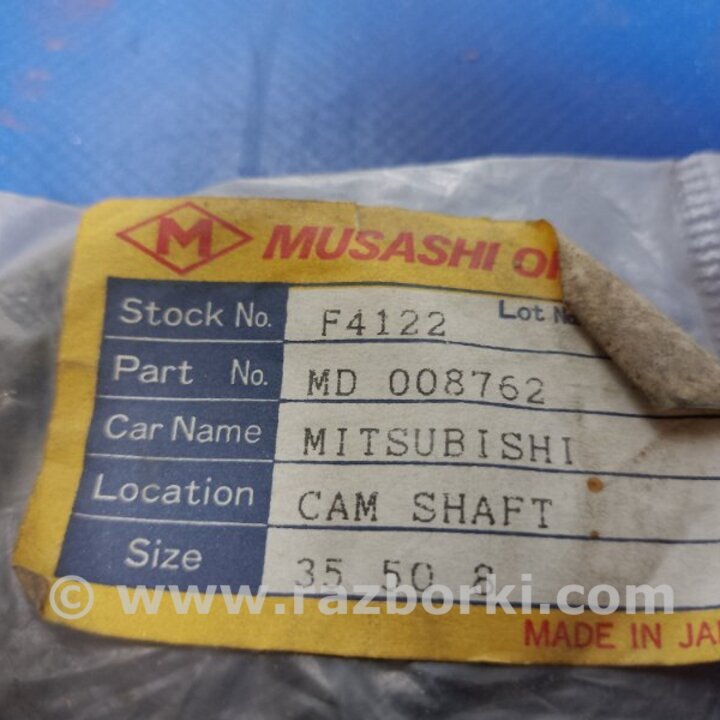 M MUSASHI
Stock No. F4122 Lot No.
Part No. MD 008762
Car Name MITSUBISHI
Location CAM SHAFT
Size 35 50 8
© www.razborki.com
MADE IN